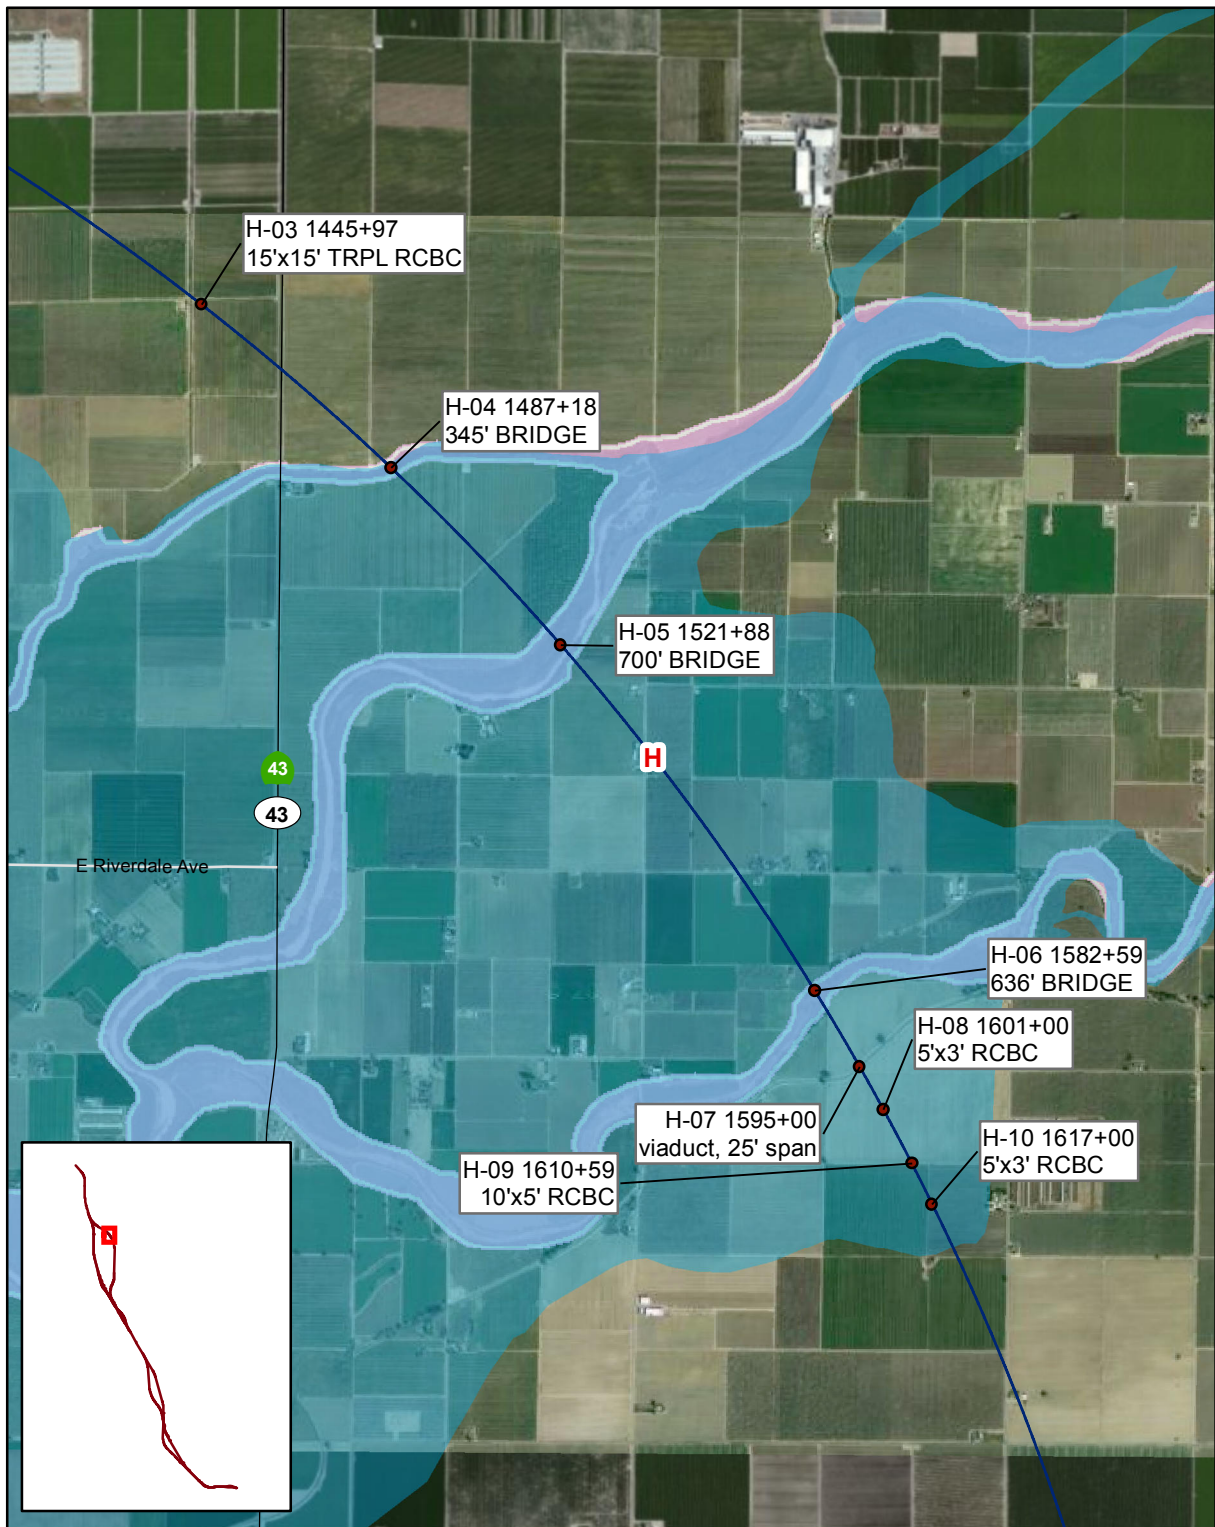 H-03 1445+97
15'x15' TRPL RCBC
H-04 1487+18
345' BRIDGE
H-05 1521+88
700' BRIDGE
H
43
43
E Riverdale Ave
H-06 1582+59
636' BRIDGE
H-08 1601+00
5'x3' RCBC
H-07 1595+00
viaduct, 25' span
H-10 1617+00
5'x3' RCBC
H-09 1610+59
10'x5' RCBC